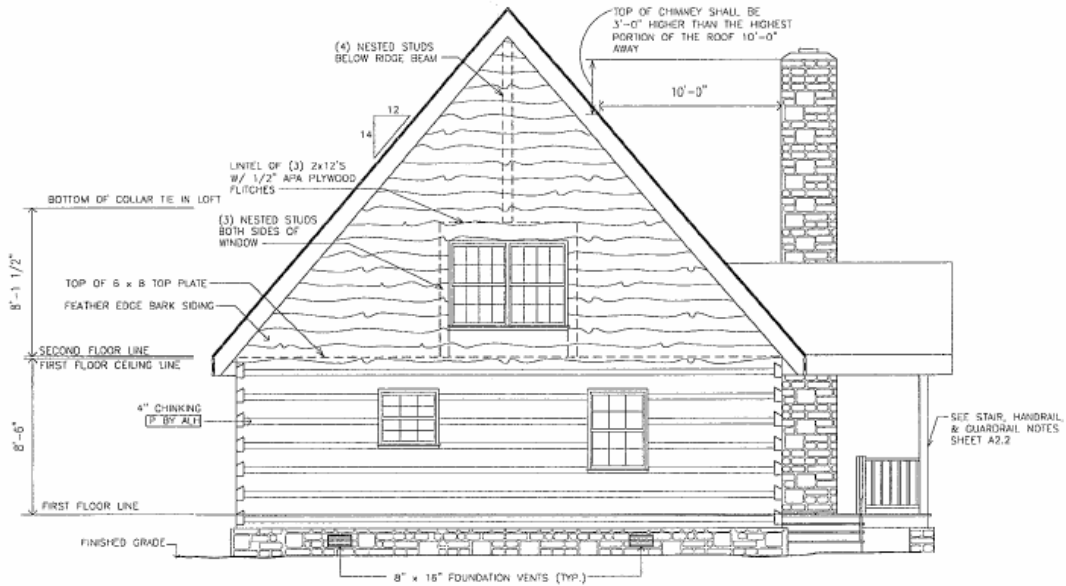 TOP OF CHIMNEY SHALL BE
3'-0" HIGHER THAN THE HIGHEST
PORTION OF THE ROOF 10'-0"
AWAY
(4) NESTED STUDS
BELOW RIDGE BEAM
10'-0"
12
14
LINTEL OF (3) 2x12'S
W/ 1/2" APA PLYWOOD
FLITCHES
BOTTOM OF COLLAR TIE IN LOFT
(3) NESTED STUDS
BOTH SIDES OF
WINDOW
8'-1 1/2"
TOP OF 6 x 8 TOP PLATE
FEATHER EDGE BARK SIDING
SECOND FLOOR LINE
FIRST FLOOR CEILING LINE
4" CHINKING
P BY ALH
8'-6"
SEE STAIR, HANDRAIL,
& GUARDRAIL NOTES
SHEET A2.2
FIRST FLOOR LINE
FINISHED GRADE
8" x 16" FOUNDATION VENTS (TYP.)